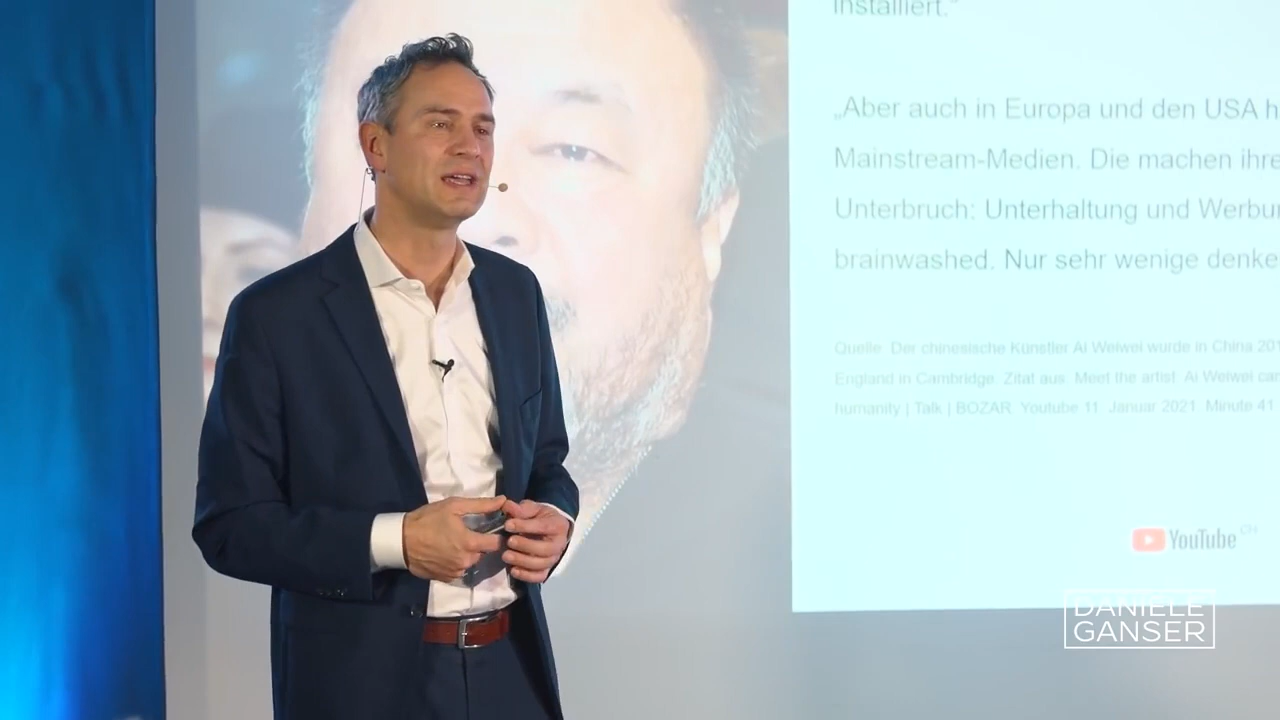 installiert."
„Aber auch in Europa und den USA h
Mainstream-Medien. Die machen ihre
Unterbruch: Unterhaltung und Werbun
brainwashed. Nur sehr wenige denke
Quelle: Der chinesische Künstler Ai Weiwei wurde in China 201
England in Cambridge. Zitat aus: Meet the artist: Ai Weiwei can
humanity | Talk | BOZAR. Youtube 11. Januar 2021. Minute 41
YouTube CH
DANIELE
GANSER